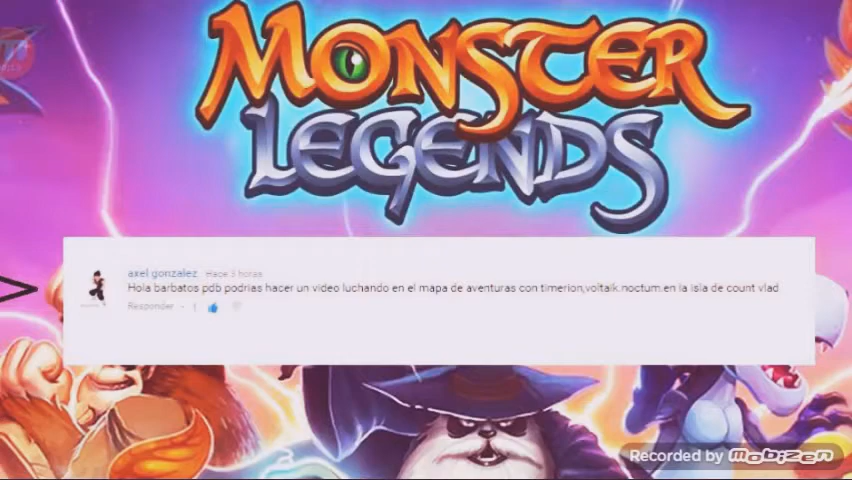 MONSTER
LEGENDS
>
axel gonzalez Hace 3 horas
Hola barbatos pdb podrias hacer un video luchando en el mapa de aventuras con timerion,voltaik.noctum.en la isla de count vlad
Responder · 1
Recorded by mobizen